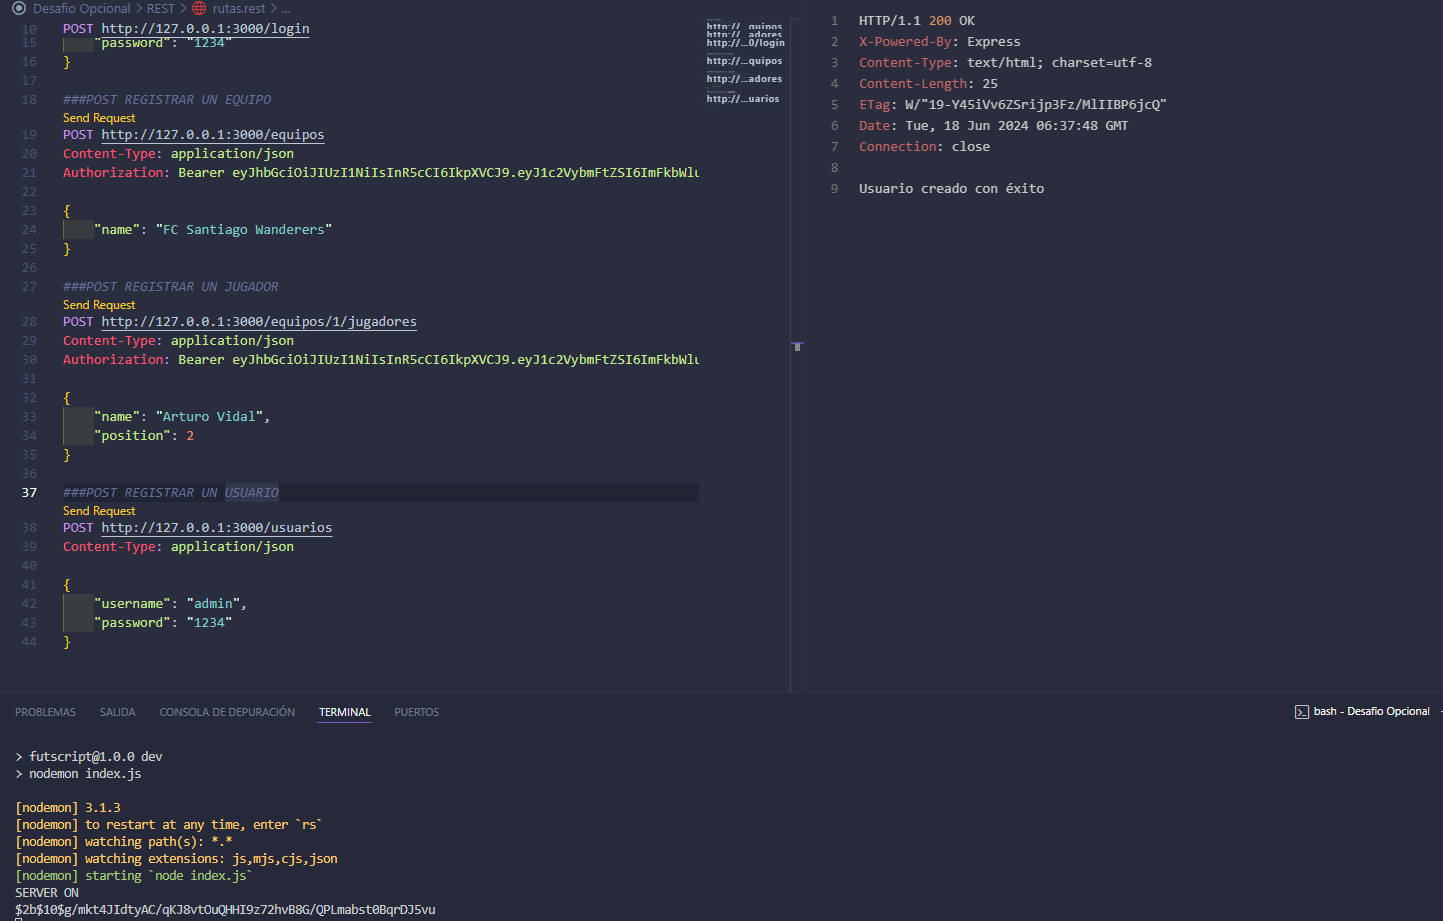 Desafio Opcional > REST > rutas.rest > ...
10 POST http://127.0.0.1:3000/login
15 "password": "1234"
16 }
17
18 ###POST REGISTRAR UN EQUIPO
Send Request
19 POST http://127.0.0.1:3000/equipos
20 Content-Type: application/json
21 Authorization: Bearer eyJhbGciOiJIUzI1NiIsInR5cCI6IkpXVCJ9.eyJ1c2VybmFtZSI6ImFkbWlu
22
23 {
24 "name": "FC Santiago Wanderers"
25 }
26
27 ###POST REGISTRAR UN JUGADOR
Send Request
28 POST http://127.0.0.1:3000/equipos/1/jugadores
29 Content-Type: application/json
30 Authorization: Bearer eyJhbGciOiJIUzI1NiIsInR5cCI6IkpXVCJ9.eyJ1c2VybmFtZSI6ImFkbWlu
31
32 {
33 "name": "Arturo Vidal",
34 "position": 2
35 }
36
37 ###POST REGISTRAR UN USUARIO
Send Request
38 POST http://127.0.0.1:3000/usuarios
39 Content-Type: application/json
40
41 {
42 "username": "admin",
43 "password": "1234"
44 }
http://...quipos
http://...adores
http://...0/login
http://...quipos
http://...adores
http://...uarios
1 HTTP/1.1 200 OK
2 X-Powered-By: Express
3 Content-Type: text/html; charset=utf-8
4 Content-Length: 25
5 ETag: W/"19-Y45iVv6ZSrijp3Fz/MlIIBP6jcQ"
6 Date: Tue, 18 Jun 2024 06:37:48 GMT
7 Connection: close
8
9 Usuario creado con éxito
PROBLEMAS SALIDA CONSOLA DE DEPURACIÓN TERMINAL PUERTOS
bash - Desafio Opcional
> futscript@1.0.0 dev
> nodemon index.js
[nodemon] 3.1.3
[nodemon] to restart at any time, enter `rs`
[nodemon] watching path(s): *.*
[nodemon] watching extensions: js,mjs,cjs,json
[nodemon] starting `node index.js`
SERVER ON
$2b$10$g/mkt4JIdtyAC/qKJ8vtOuQHHI9z72hvB8G/QPLmabst0BqrDJ5vu